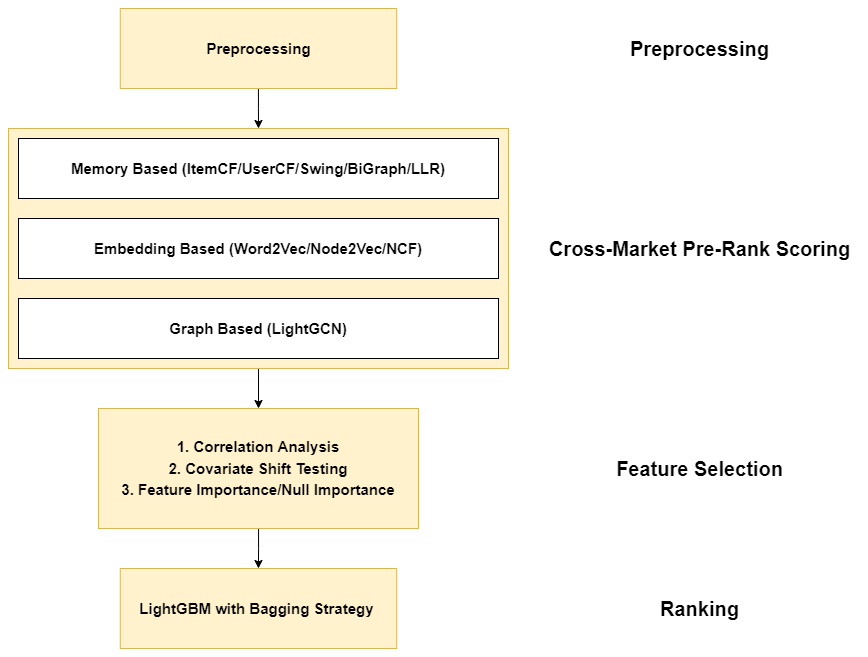 Preprocessing
Preprocessing
Memory Based (ItemCF/UserCF/Swing/BiGraph/LLR)
Embedding Based (Word2Vec/Node2Vec/NCF)
Cross-Market Pre-Rank Scoring
Graph Based (LightGCN)
1. Correlation Analysis
2. Covariate Shift Testing
3. Feature Importance/Null Importance
Feature Selection
LightGBM with Bagging Strategy
Ranking